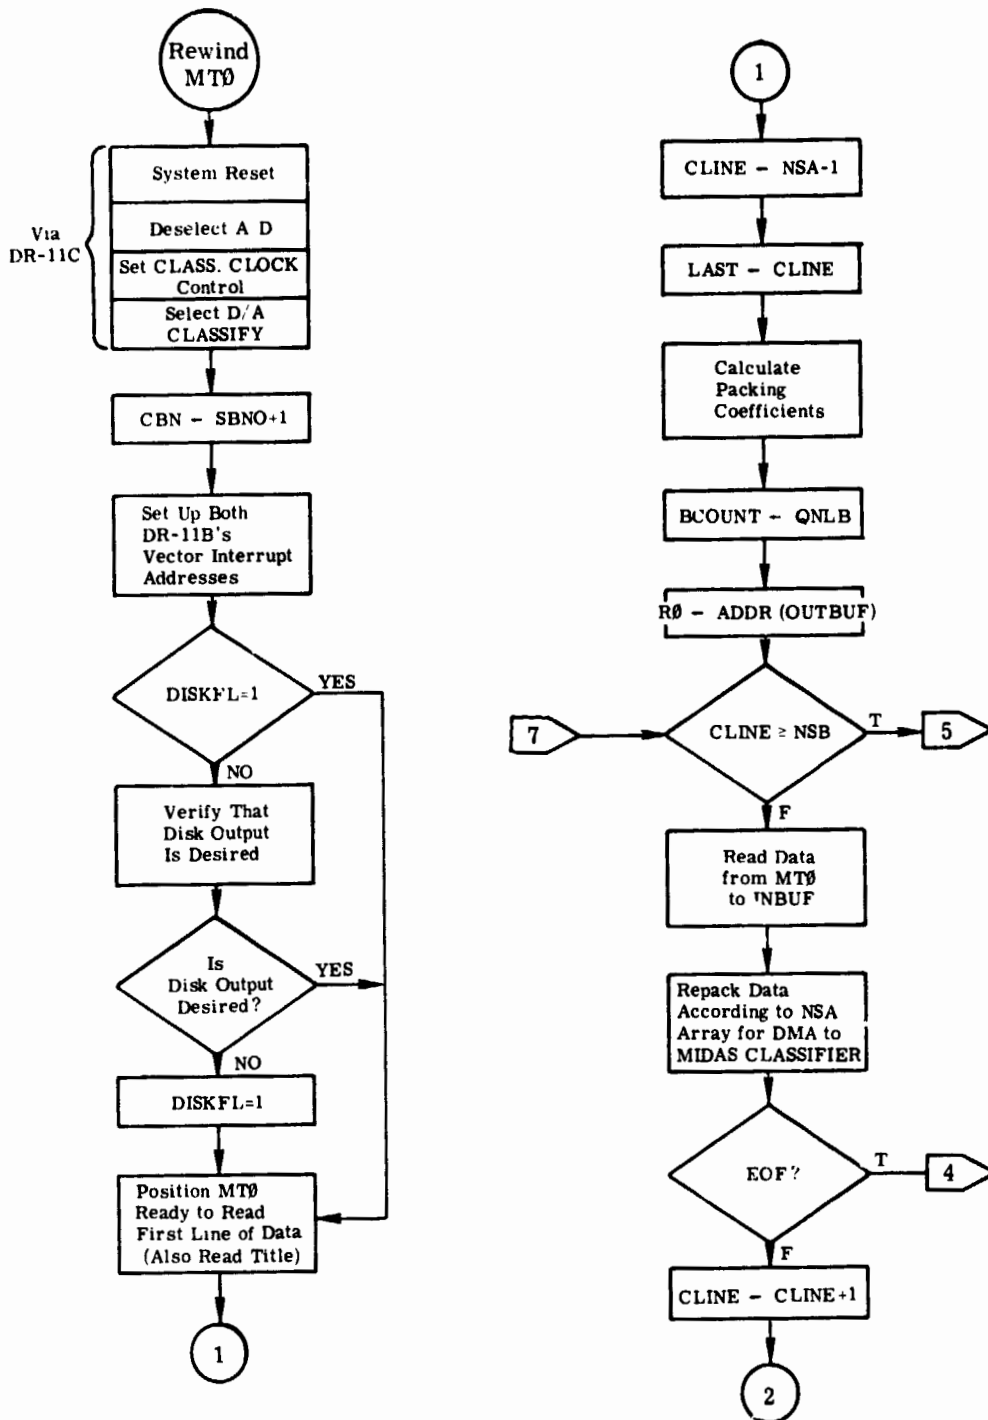 Rewind
MTØ
Via
DR-11C
System Reset
Deselect A D
Set CLASS. CLOCK
Control
Select D/A
CLASSIFY
CBN - SBNO+1
Set Up Both
DR-11B's
Vector Interrupt
Addresses
DISKFL=1
YES
NO
Verify That
Disk Output
Is Desired
Is
Disk Output
Desired?
YES
NO
DISKFL=1
Position MTØ
Ready to Read
First Line of Data
(Also Read Title)
1
1
CLINE - NSA-1
LAST - CLINE
Calculate
Packing
Coefficients
BCOUNT - QNLB
RØ - ADDR (OUTBUF)
7
CLINE ≥ NSB
T
5
F
Read Data
from MTØ
to INBUF
Repack Data
According to NSA
Array for DMA to
MIDAS CLASSIFIER
EOF?
T
4
F
CLINE - CLINE+1
2